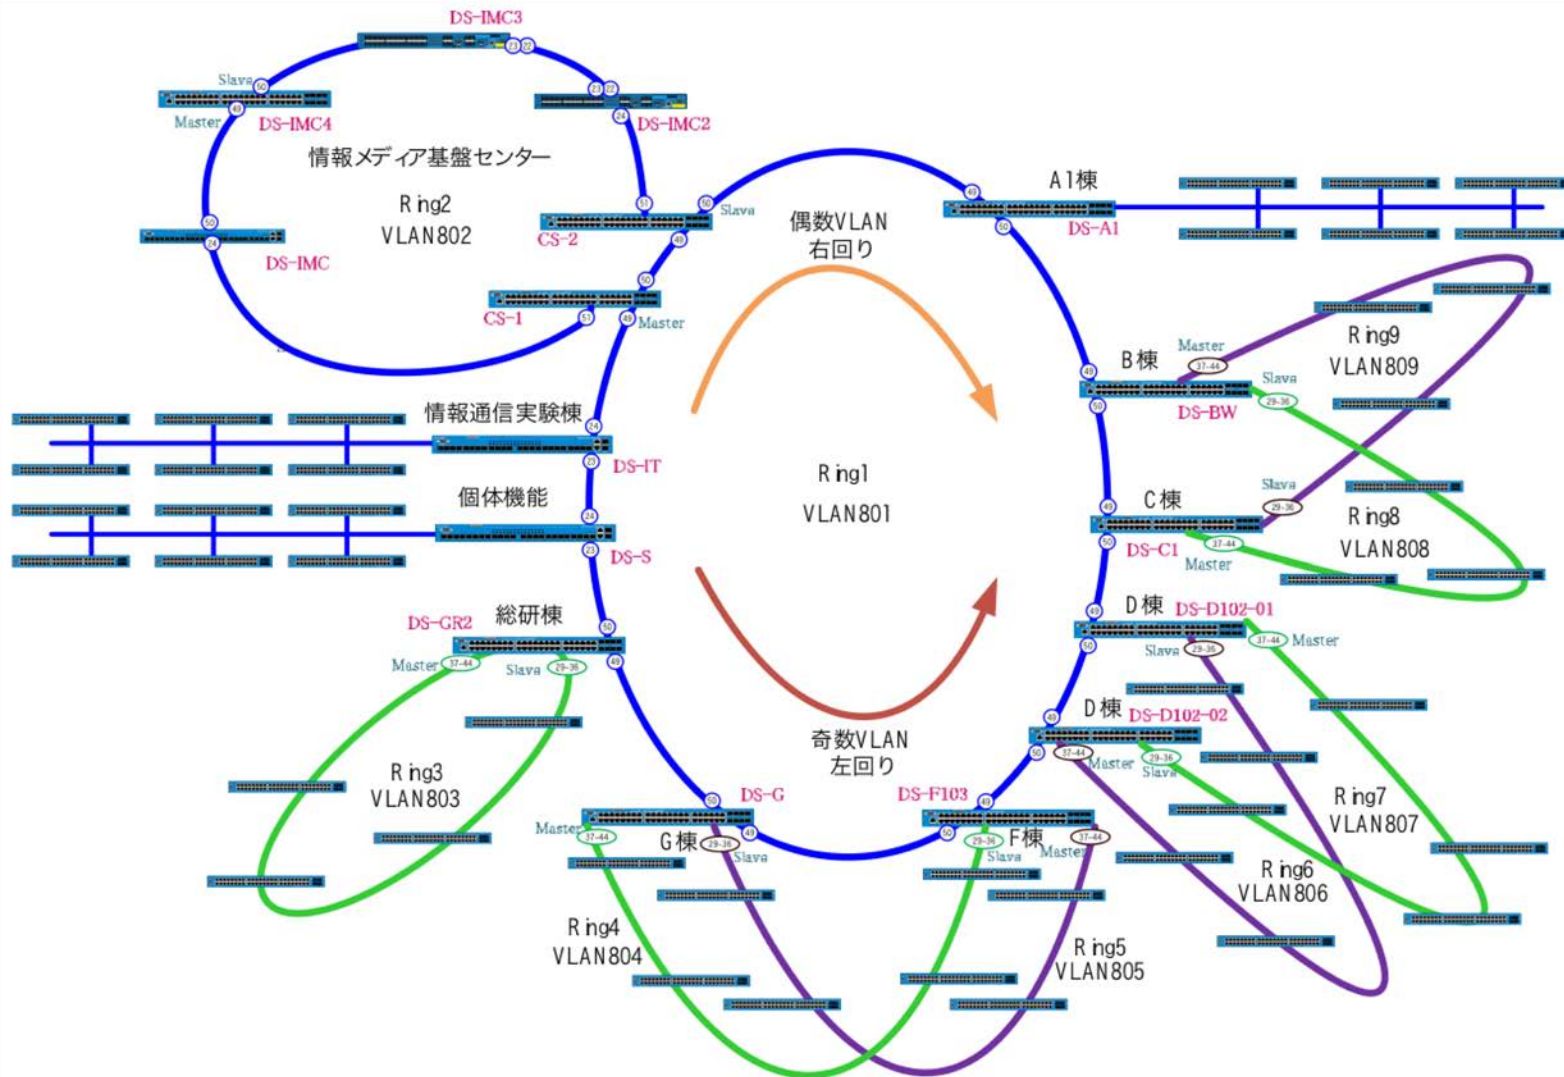 DS-IMC3
23
22
Slave
50
49
Master
DS-IMC4
23
22
24
DS-IMC2
情報メディア基盤センター
Ring2
VLAN802
50
24
DS-IMC
51
CS-2
50
Slave
49
50
CS-1
51
49
Master
偶数VLAN
右回り
49
A1棟
50
DS-A1
Ring9
VLAN809
B棟
Master
37-44
49
50
DS-BW
Slave
29-36
情報通信実験棟
24
DS-IT
23
Ring1
VLAN801
個体機能
24
DS-S
23
C棟
Slave
29-36
49
50
DS-C1
37-44
Master
Ring8
VLAN808
総研棟
DS-GR2
50
49
Master
37-44
Slave
29-36
D棟
DS-D102-01
49
50
37-44
Master
Slave
29-36
D棟
DS-D102-02
49
50
37-44
Master
29-36
Slave
奇数VLAN
左回り
Ring3
VLAN803
DS-G
50
49
Master
37-44
G棟
29-36
Slave
DS-F103
49
50
F棟
29-36
Slave
Master
37-44
Ring7
VLAN807
Ring6
VLAN806
Ring4
VLAN804
Ring5
VLAN805